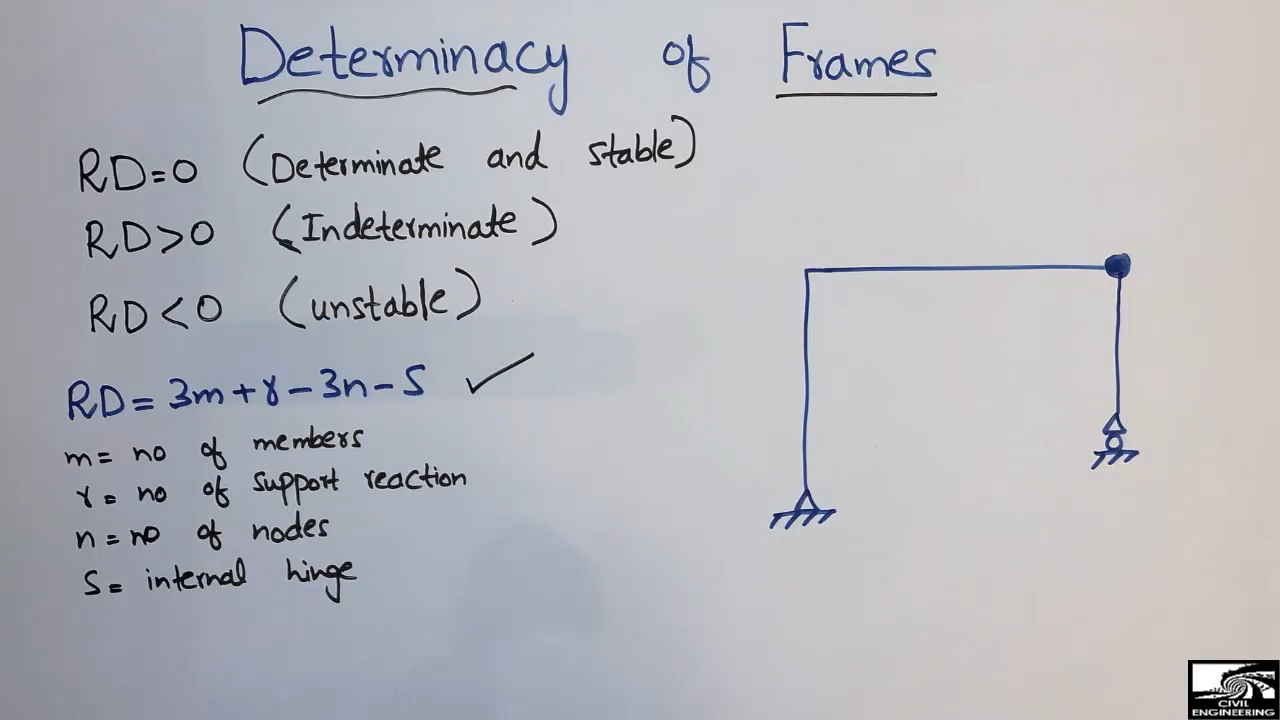 Determinacy of Frames
RD=0 (Determinate and stable)
RD>0 (Indeterminate)
RD<0 (unstable)
RD= 3m+r-3n-S
m= no of members
r= no of support reaction
n=no of nodes
S= internal hinge
CIVIL
ENGINEERING